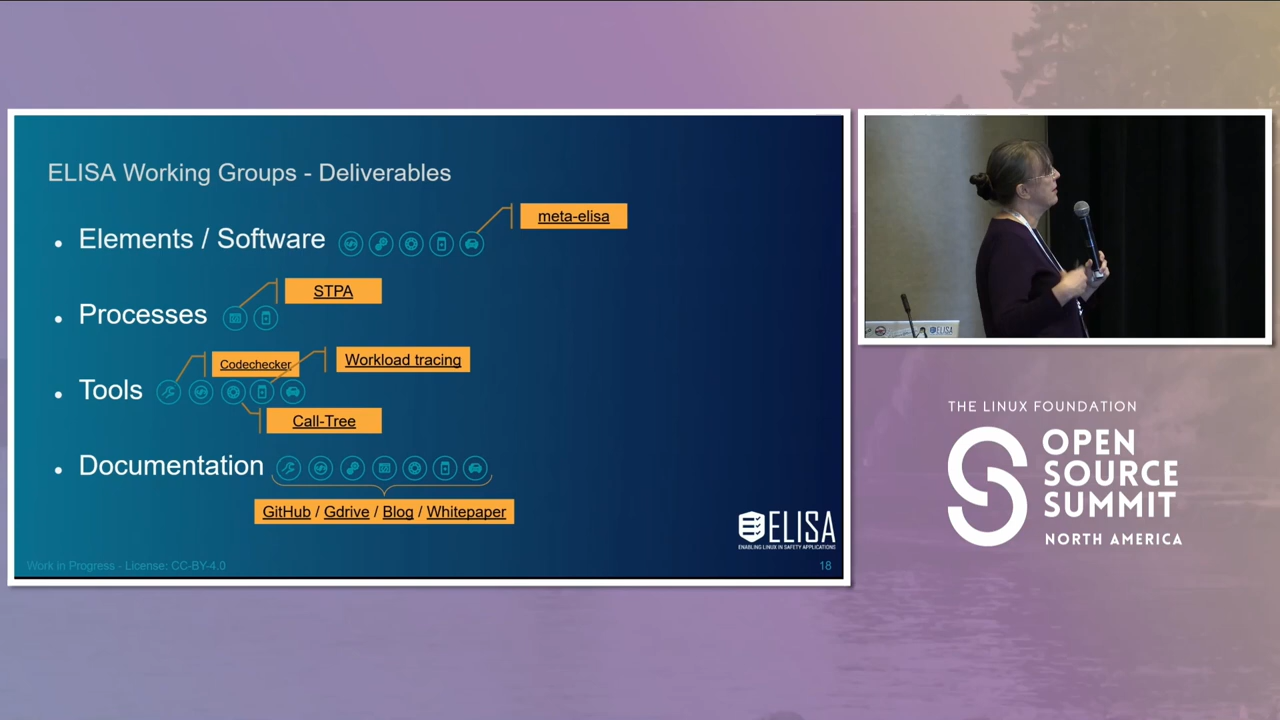 ELISA Working Groups - Deliverables
• Elements / Software
meta-elisa
• Processes
STPA
• Tools
Codechecker
Workload tracing
Call-Tree
• Documentation
GitHub / Gdrive / Blog / Whitepaper
ELISA
ENABLING LINUX IN SAFETY APPLICATIONS
Work in Progress - License: CC-BY-4.0
18
ELISA
THE LINUX FOUNDATION
OPEN
SOURCE
SUMMIT
NORTH AMERICA